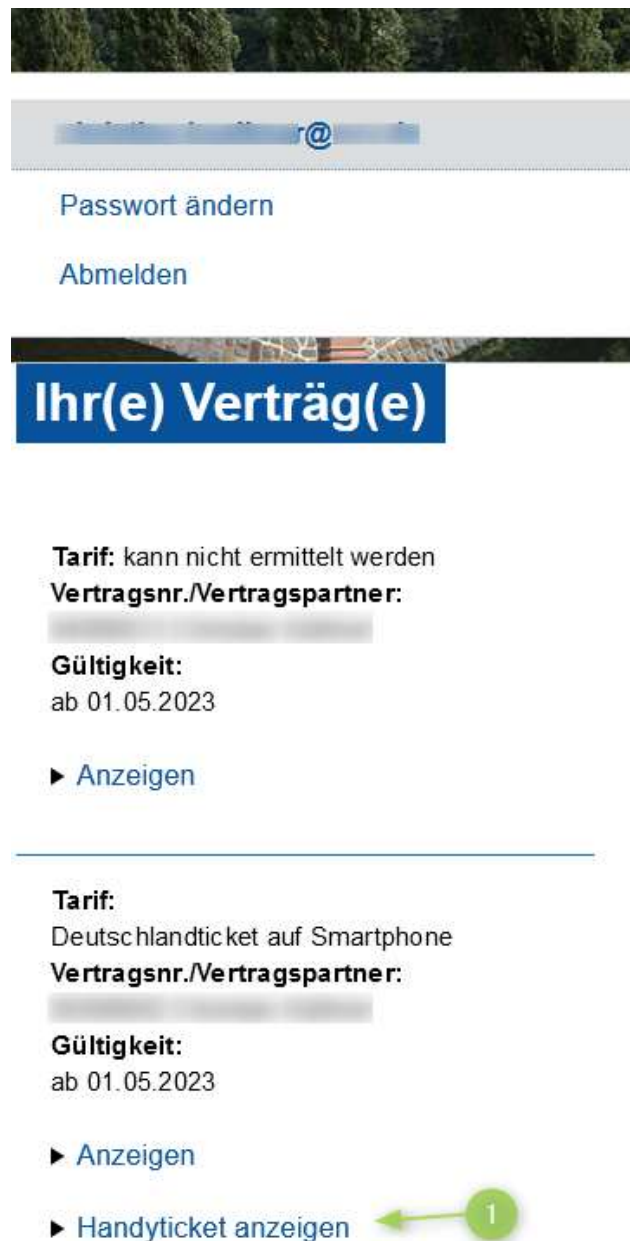 r@
Passwort ändern
Abmelden
Ihr(e) Verträg(e)
Tarif: kann nicht ermittelt werden
Vertragsnr./Vertragspartner:
Gültigkeit:
ab 01.05.2023
Anzeigen
Tarif:
Deutschlandticket auf Smartphone
Vertragsnr./Vertragspartner:
Gültigkeit:
ab 01.05.2023
Anzeigen
Handyticket anzeigen 1